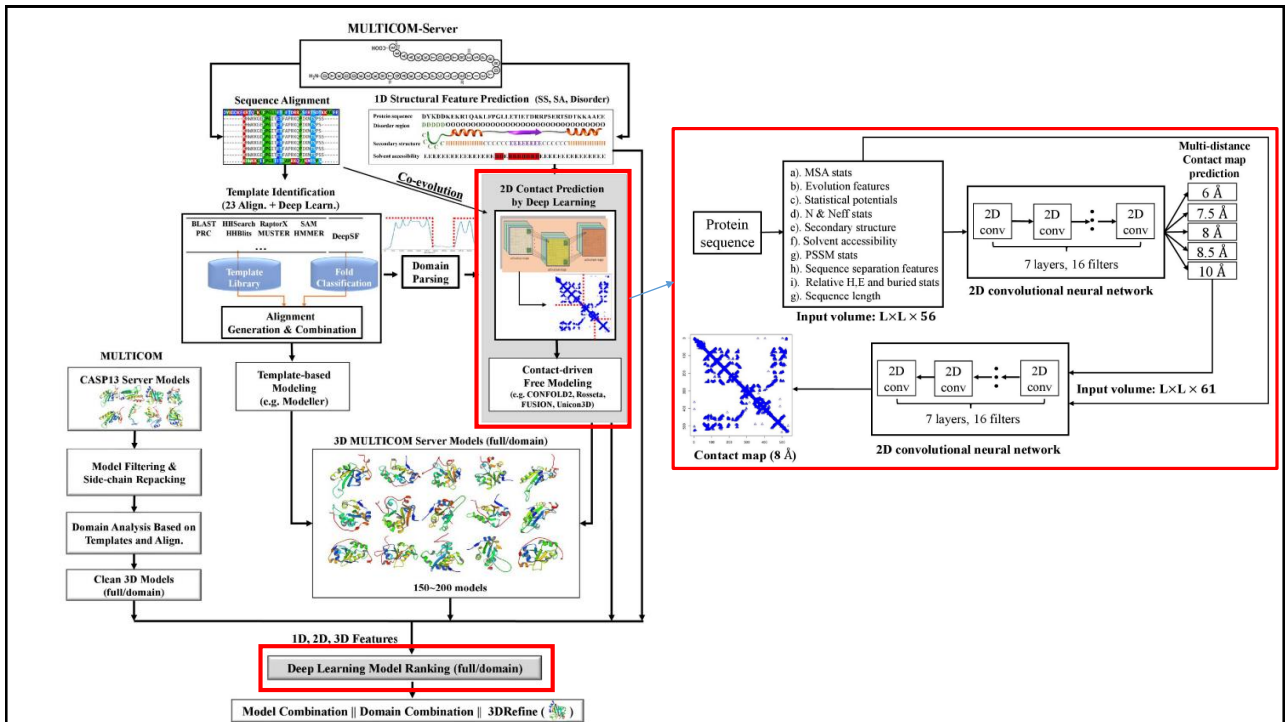 MULTICOM-Server
COOH
H₂N
Sequence Alignment
1D Structural Feature Prediction (SS, SA, Disorder)
Protein sequence
Disorder region
Secondary structure
Solvent accessibility
Co-evolution
Template Identification
(23 Align. + Deep Learn.)
BLAST HHSearch RaptorX SAM
PRC HHBlits MUSTER HMMER DeepSF
...
Template
Library
Fold
Classification
Alignment
Generation & Combination
Domain
Parsing
2D Contact Prediction
by Deep Learning
Contact-driven
Free Modeling
(e.g. CONFOLD2, Rosseta,
FUSION, Unicon3D)
Template-based
Modeling
(e.g. Modeller)
MULTICOM
CASP13 Server Models
Model Filtering &
Side-chain Repacking
Domain Analysis Based on
Templates and Align.
Clean 3D Models
(full/domain)
3D MULTICOM Server Models (full/domain)
150~200 models
1D, 2D, 3D Features
Deep Learning Model Ranking (full/domain)
Model Combination || Domain Combination || 3DRefine ( )
Protein
sequence
a). MSA stats
b). Evolution features
c). Statistical potentials
d). N & Neff stats
e). Secondary structure
f). Solvent accessibility
g). PSSM stats
h). Sequence separation features
i). Relative H,E and buried stats
g). Sequence length
Input volume: L×L×56
2D
conv
2D
conv
2D
conv
7 layers, 16 filters
2D convolutional neural network
Multi-distance
Contact map
prediction
6 Å
7.5 Å
8 Å
8.5 Å
10 Å
2D
conv
2D
conv
2D
conv
7 layers, 16 filters
Input volume: L×L×61
2D convolutional neural network
Contact map (8 Å)